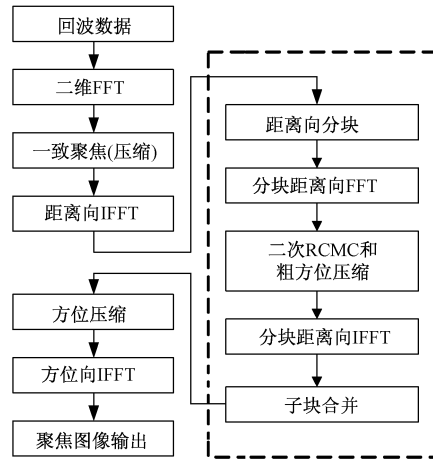 回波数据
二维FFT
一致聚焦(压缩)
距离向IFFT
距离向分块
分块距离向FFT
二次RCMC和
粗方位压缩
分块距离向IFFT
子块合并
方位压缩
方位向IFFT
聚焦图像输出